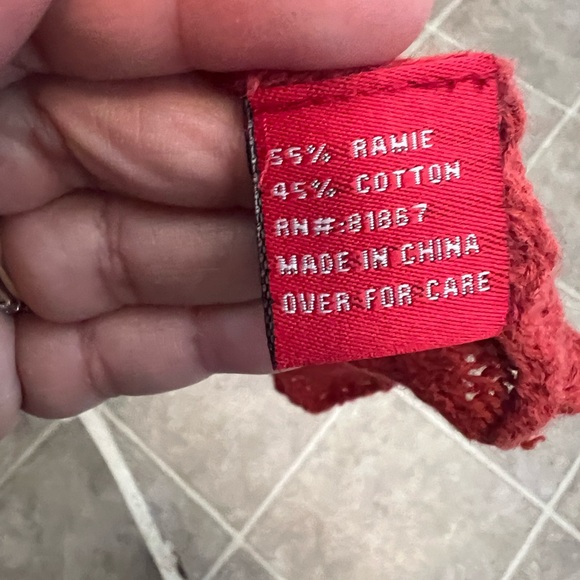 55% RAMIE
45% COTTON
RN#:81867
MADE IN CHINA
OVER FOR CARE